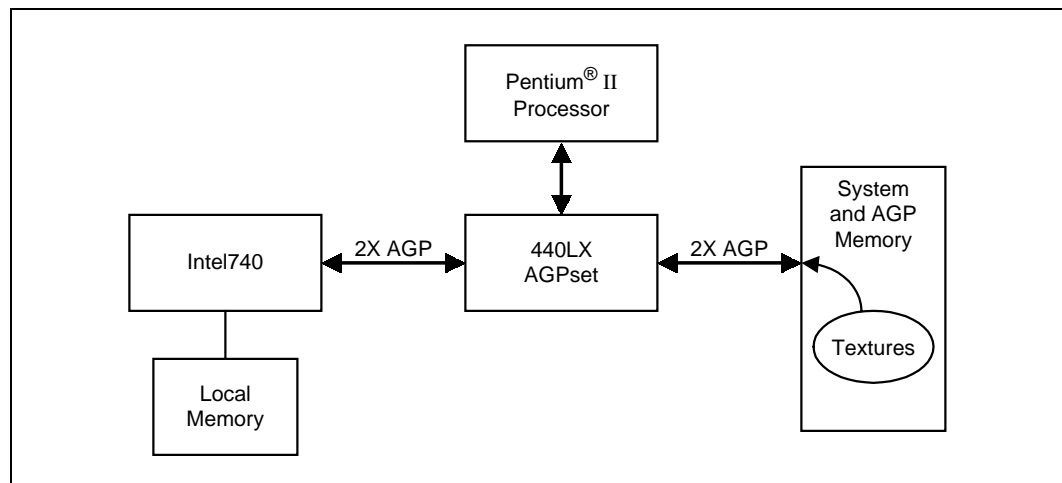 Pentium® II
Processor
System
and AGP
Memory
Intel740
2X AGP
440LX
AGPset
2X AGP
Textures
Local
Memory